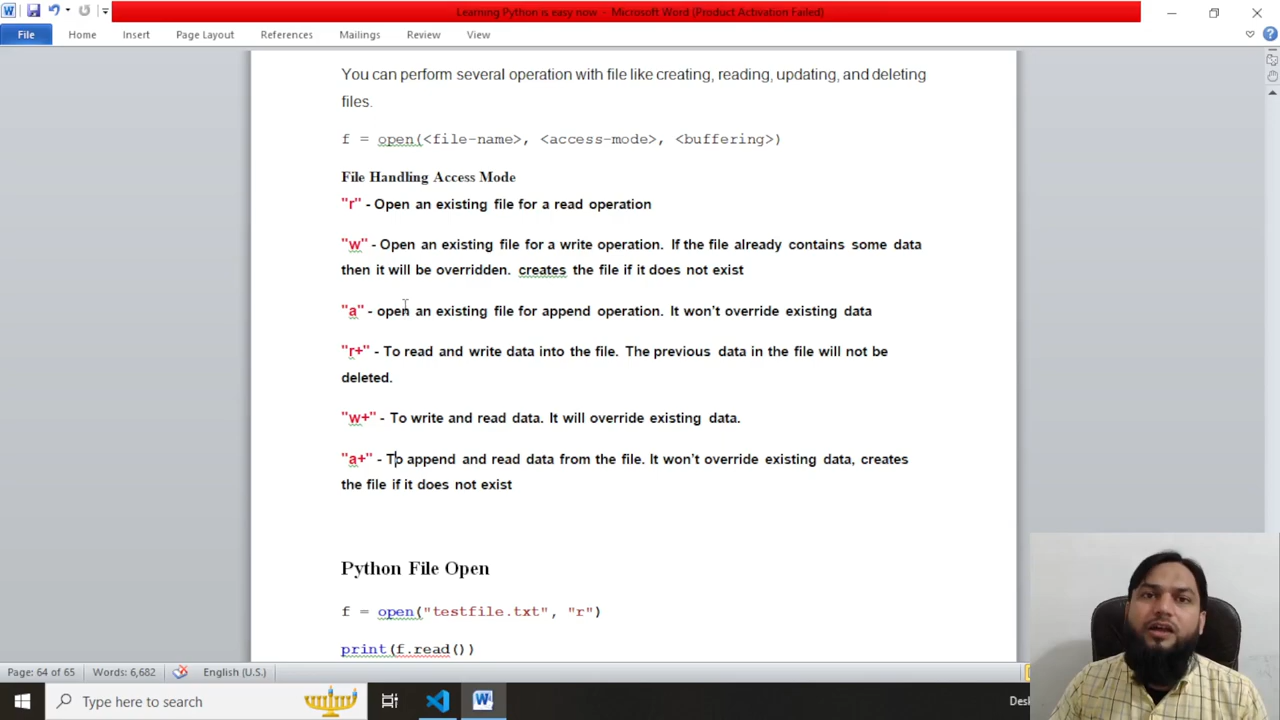 Learning Python is easy now - Microsoft Word (Product Activation Failed)
File Home Insert Page Layout References Mailings Review View
You can perform several operation with file like creating, reading, updating, and deleting
files.
f = open(<file-name>, <access-mode>, <buffering>)
File Handling Access Mode
"r" - Open an existing file for a read operation
"w" - Open an existing file for a write operation. If the file already contains some data
then it will be overridden. creates the file if it does not exist
"a" - open an existing file for append operation. It won't override existing data
"r+" - To read and write data into the file. The previous data in the file will not be
deleted.
"w+" - To write and read data. It will override existing data.
"a+" - To append and read data from the file. It won't override existing data, creates
the file if it does not exist
Python File Open
f = open("testfile.txt", "r")
print(f.read())
Page: 64 of 65 Words: 6,682 English (U.S.)
Type here to search
Des